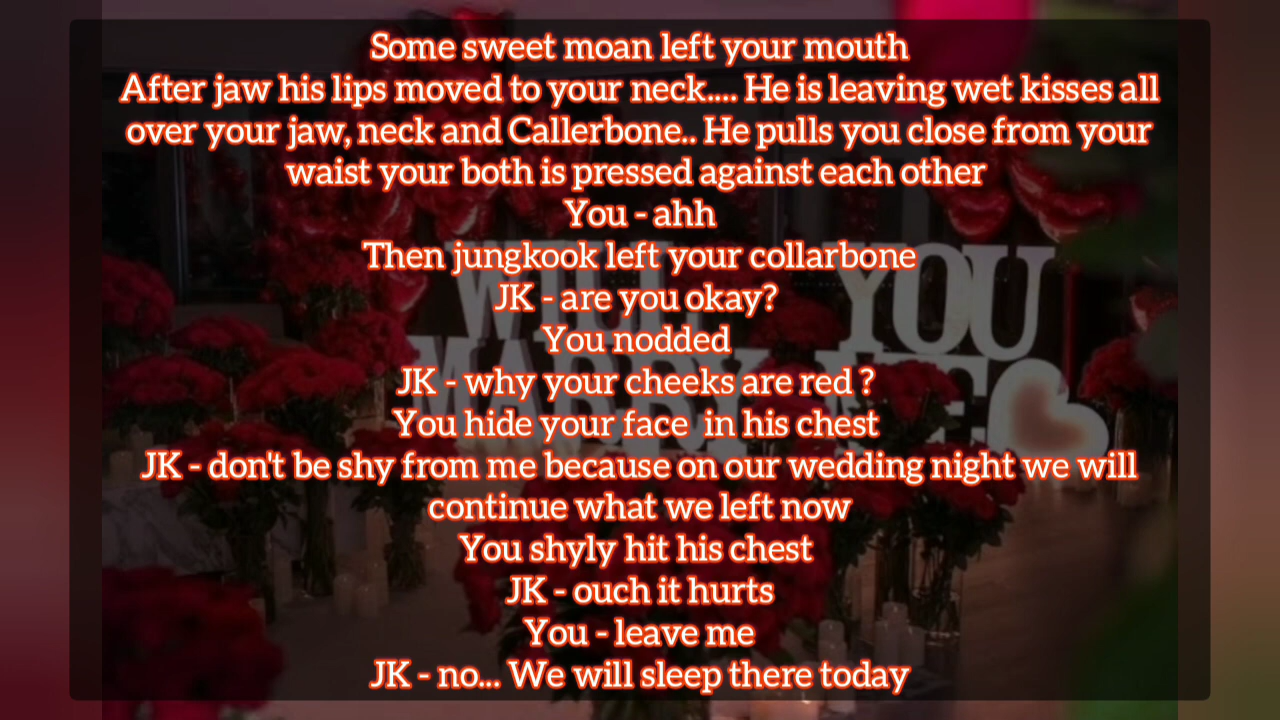 Some sweet moan left your mouth
After jaw his lips moved to your neck.... He is leaving wet kisses all
over your jaw, neck and Callerbone.. He pulls you close from your
waist your both is pressed against each other
You - ahh
Then jungkook left your collarbone
JK - are you okay?
You nodded
JK - why your cheeks are red ?
You hide your face  in his chest
JK - don't be shy from me because on our wedding night we will
continue what we left now
You shyly hit his chest
JK - ouch it hurts
You - leave me
JK - no... We will sleep there today
WILL YOU
MARRY ME